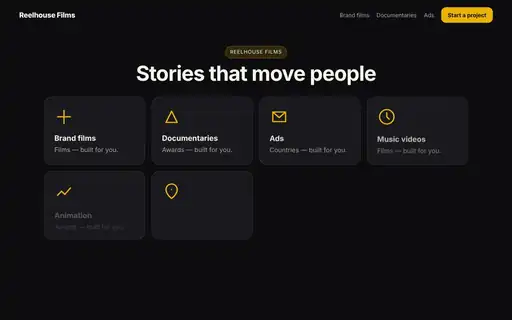 Reelhouse Films
Brand films Documentaries Ads Start a project
REELHOUSE FILMS
Stories that move people
Brand films
Films — built for you.
Documentaries
Awards — built for you.
Ads
Countries — built for you.
Music videos
Films — built for you.
Animation
Awards — built for you.